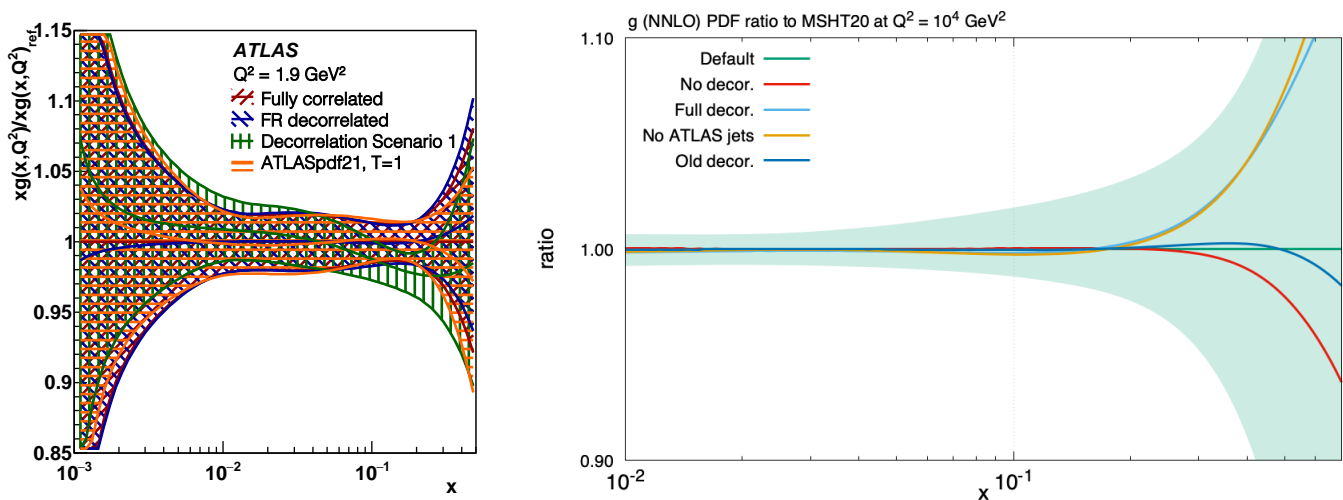 xg(x,Q²)/xg(x,Q²)ref
1.15
1.1
1.05
1
0.95
0.9
0.85
ATLAS
Q² = 1.9 GeV²
Fully correlated
FR decorrelated
Decorrelation Scenario 1
ATLASpdf21, T=1
10⁻³
10⁻²
10⁻¹
x
g (NNLO) PDF ratio to MSHT20 at Q² = 10⁴ GeV²
1.10
1.00
0.90
ratio
Default
No decor.
Full decor.
No ATLAS jets
Old decor.
10⁻²
10⁻¹
x